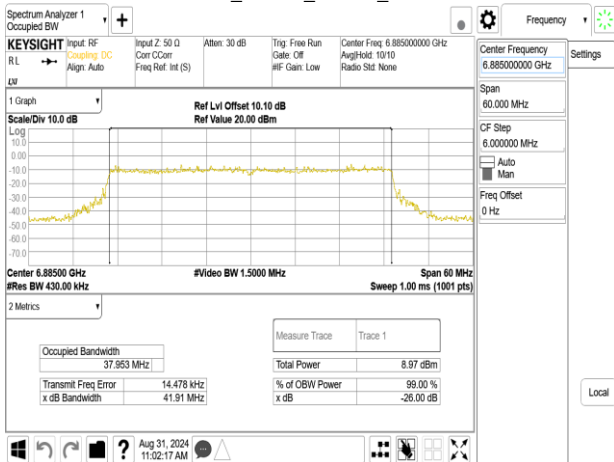 Spectrum Analyzer 1
Occupied BW
+
Frequency
KEYSIGHT
RL
LXI
Input: RF
Coupling: DC
Align: Auto
Input Z: 50 Ω
Corr CCorr
Freq Ref: Int (S)
Atten: 30 dB
Trig: Free Run
Gate: Off
#IF Gain: Low
Center Freq: 6.885000000 GHz
Avg|Hold: 10/10
Radio Std: None
Center Frequency
6.885000000 GHz
Settings
Span
60.000 MHz
CF Step
6.000000 MHz
Auto
Man
Freq Offset
0 Hz
Local
1 Graph
Scale/Div 10.0 dB
Ref Lvl Offset 10.10 dB
Ref Value 20.00 dBm
Log
10.0
0.00
-10.0
-20.0
-30.0
-40.0
-50.0
-60.0
-70.0
Center 6.88500 GHz
#Video BW 1.5000 MHz
Span 60 MHz
#Res BW 430.00 kHz
Sweep 1.00 ms (1001 pts)
2 Metrics
Measure Trace Trace 1
Occupied Bandwidth
37.953 MHz
Total Power 8.97 dBm
Transmit Freq Error 14.478 kHz
% of OBW Power 99.00 %
x dB Bandwidth 41.91 MHz
x dB -26.00 dB
?
Aug 31, 2024
11:02:17 AM